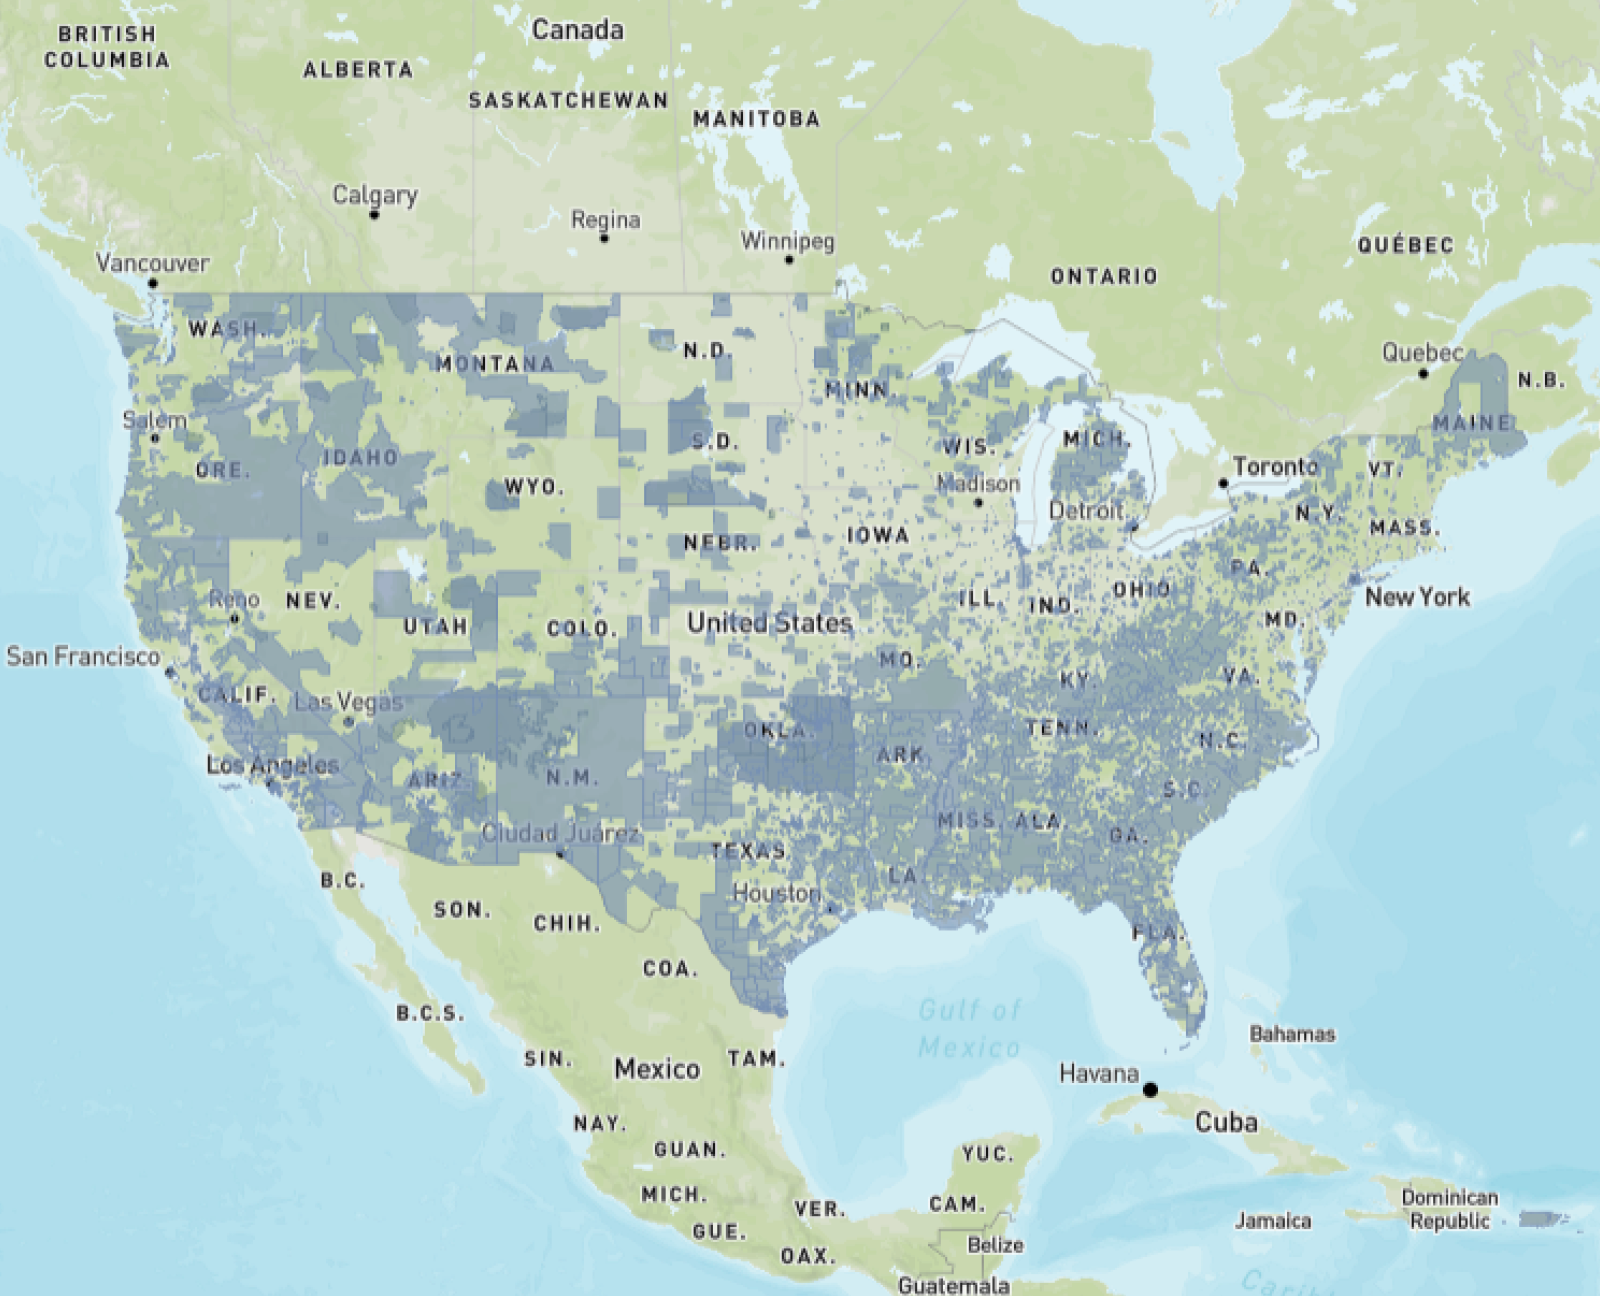 Canada
BRITISH
COLUMBIA
ALBERTA
SASKATCHEWAN
MANITOBA
Calgary
Regina
Winnipeg
QUÉBEC
Vancouver
ONTARIO
WASH.
N.D.
MONTANA
Quebec
N.B.
MINN.
MAINE
Salem
S.D.
WIS.
MICH.
ORE.
IDAHO
Toronto
VT.
WYO.
Madison
Detroit
N.Y.
MASS.
NEBR.
IOWA
PA.
Reno
NEV.
ILL.
IND.
OHIO
New York
UTAH
COLO.
United States
MD.
San Francisco
MO.
KY.
VA.
CALIF.
Las Vegas
OKLA.
TENN.
N.C.
Los Angeles
ARIZ.
N.M.
ARK.
S.C.
Ciudad Juárez
MISS.
ALA.
GA.
TEXAS
B.C.
LA.
Houston
SON.
CHIH.
FLA.
COA.
B.C.S.
Gulf of
Mexico
Bahamas
SIN.
Mexico
TAM.
Havana
NAY.
Cuba
GUAN.
YUC.
MICH.
VER.
CAM.
Dominican
Republic
Jamaica
GUE.
OAX.
Belize
Guatemala